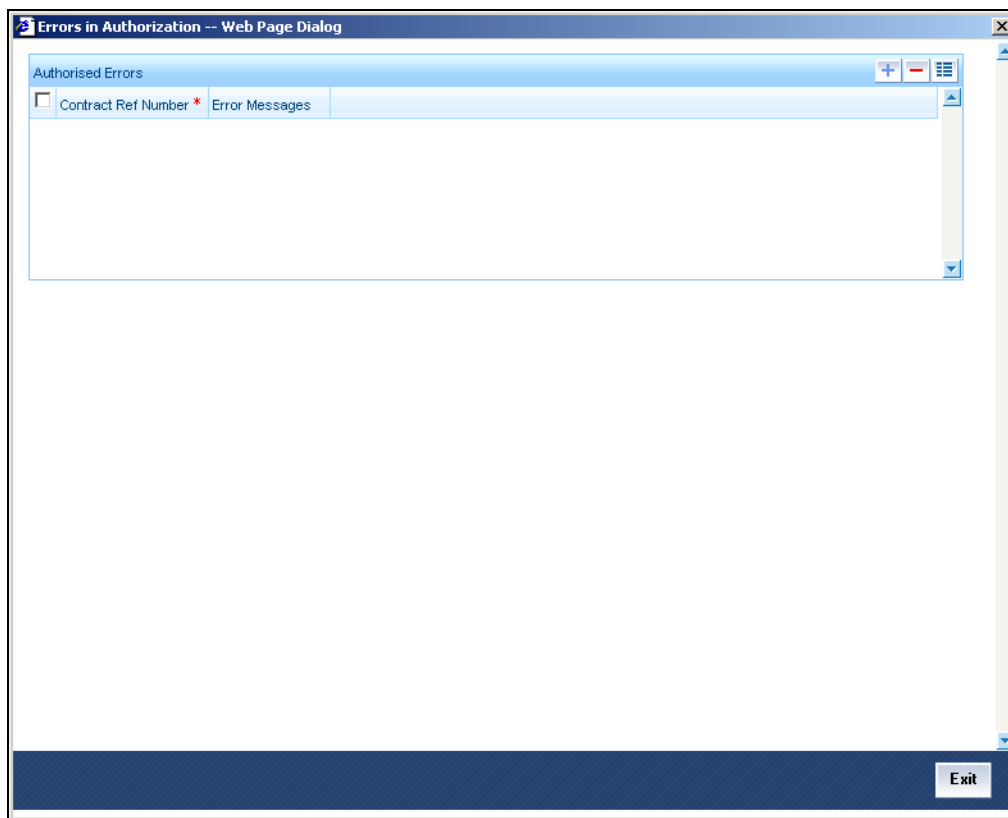 Errors in Authorization -- Web Page Dialog
Authorised Errors
Contract Ref Number * Error Messages
Exit